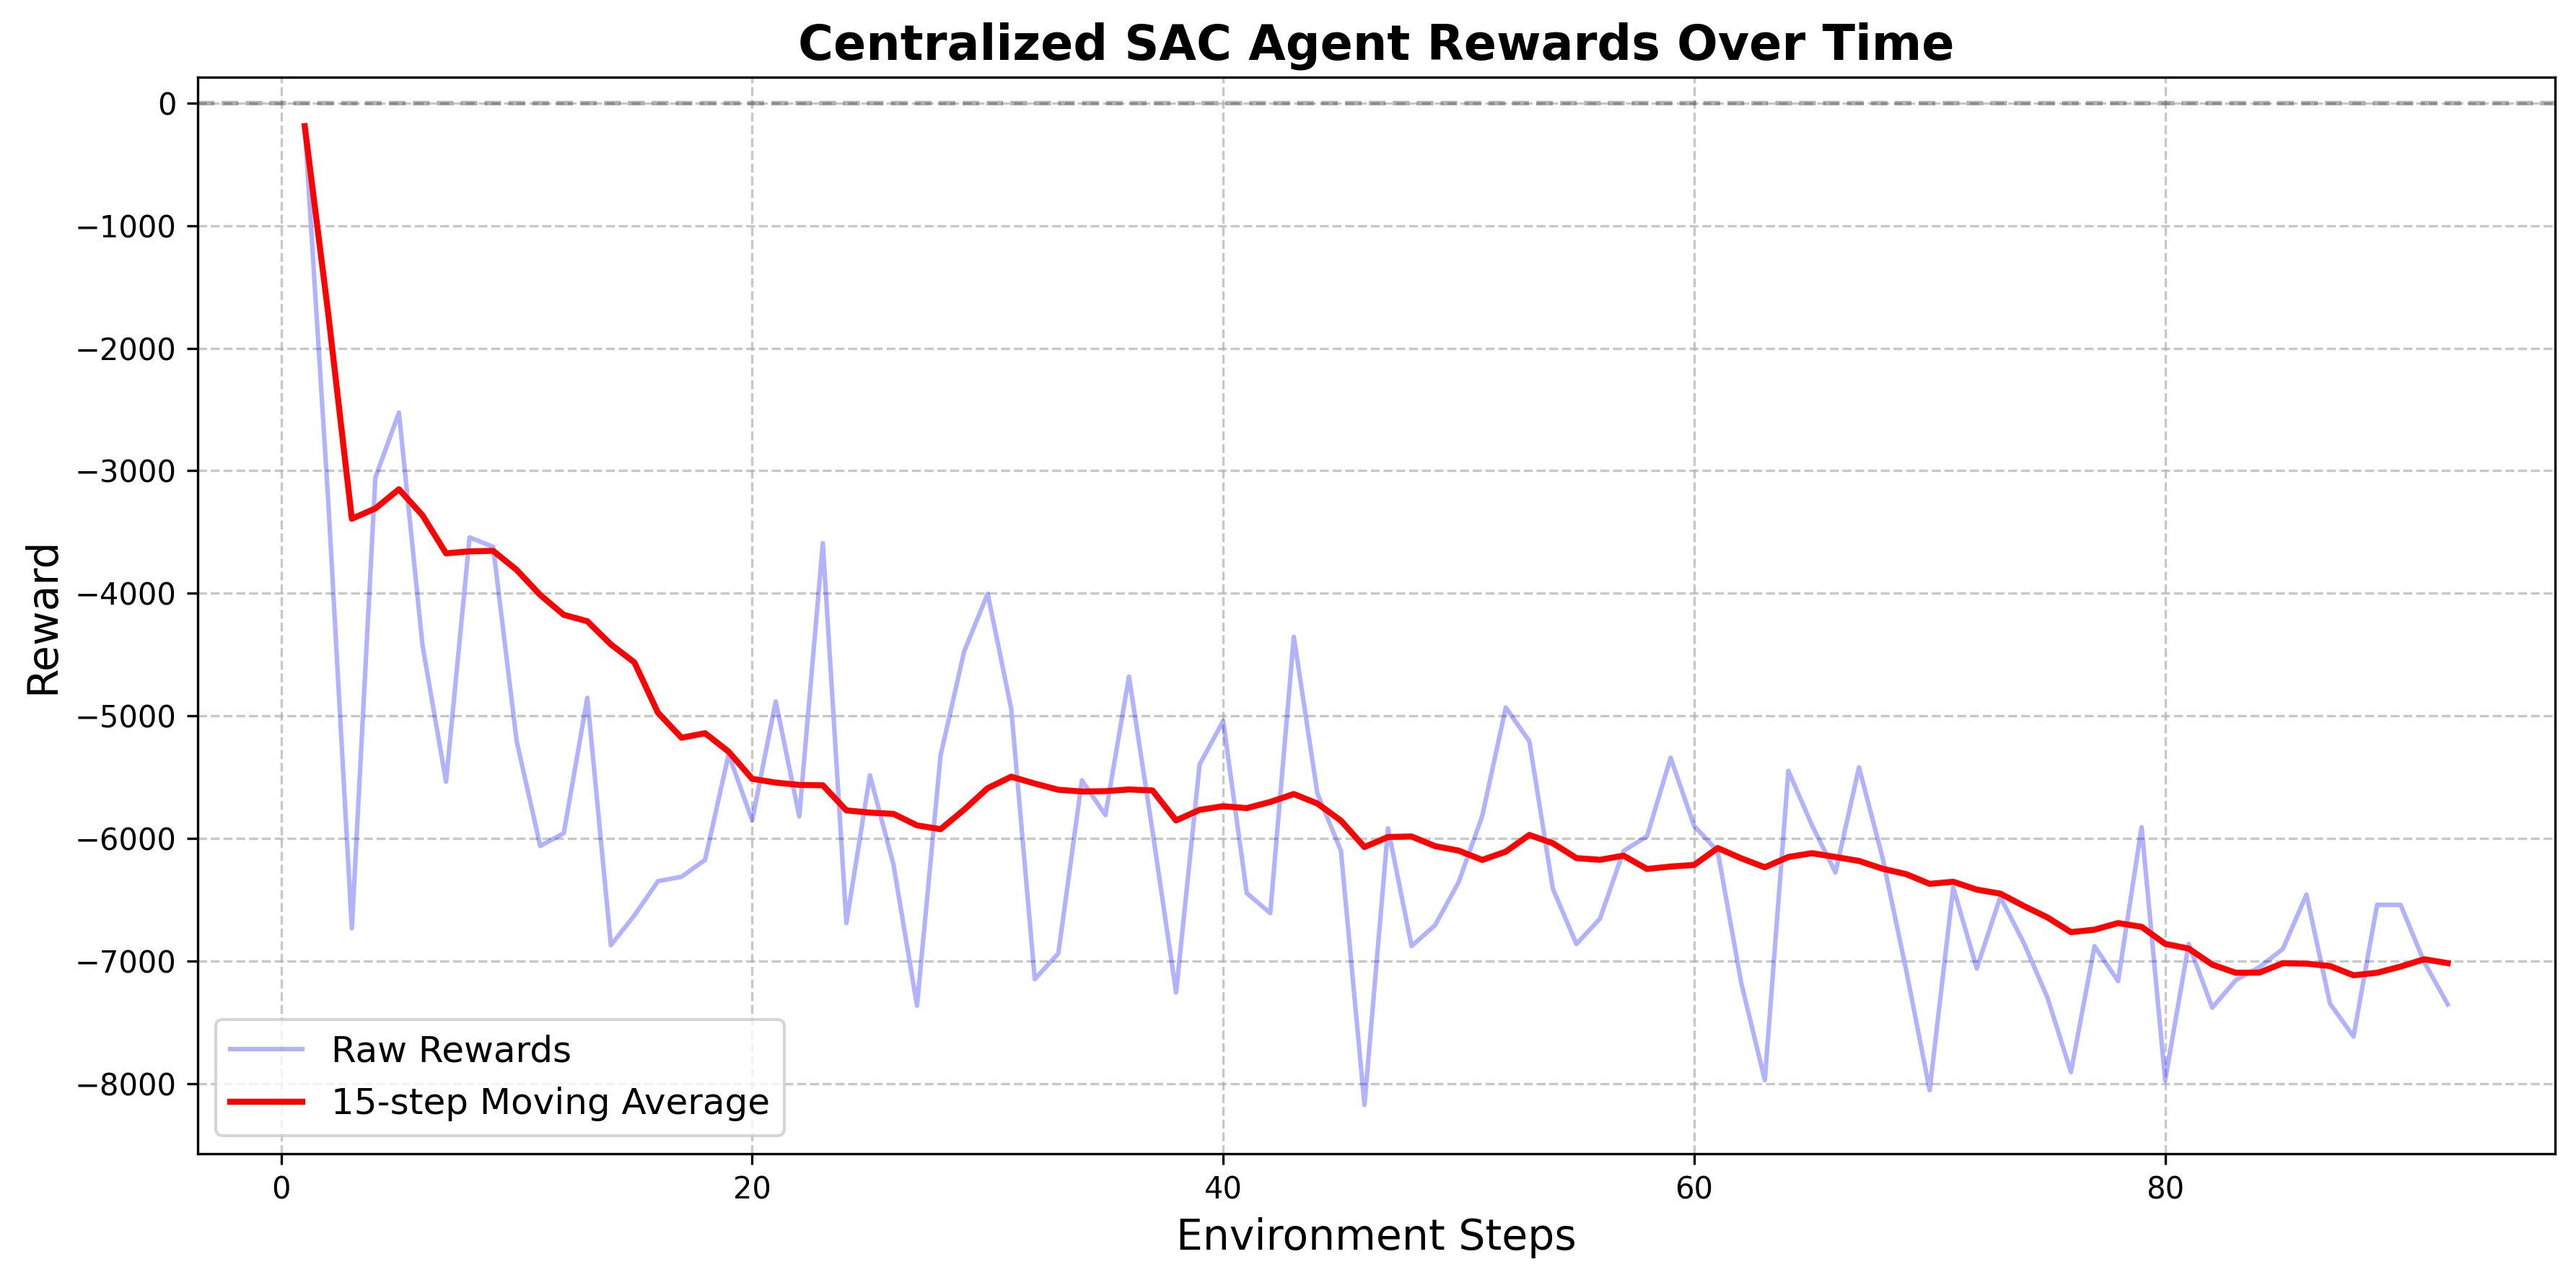 Centralized SAC Agent Rewards Over Time
Reward
0
−1000
−2000
−3000
−4000
−5000
−6000
−7000
−8000
Raw Rewards
15-step Moving Average
0 20 40 60 80
Environment Steps